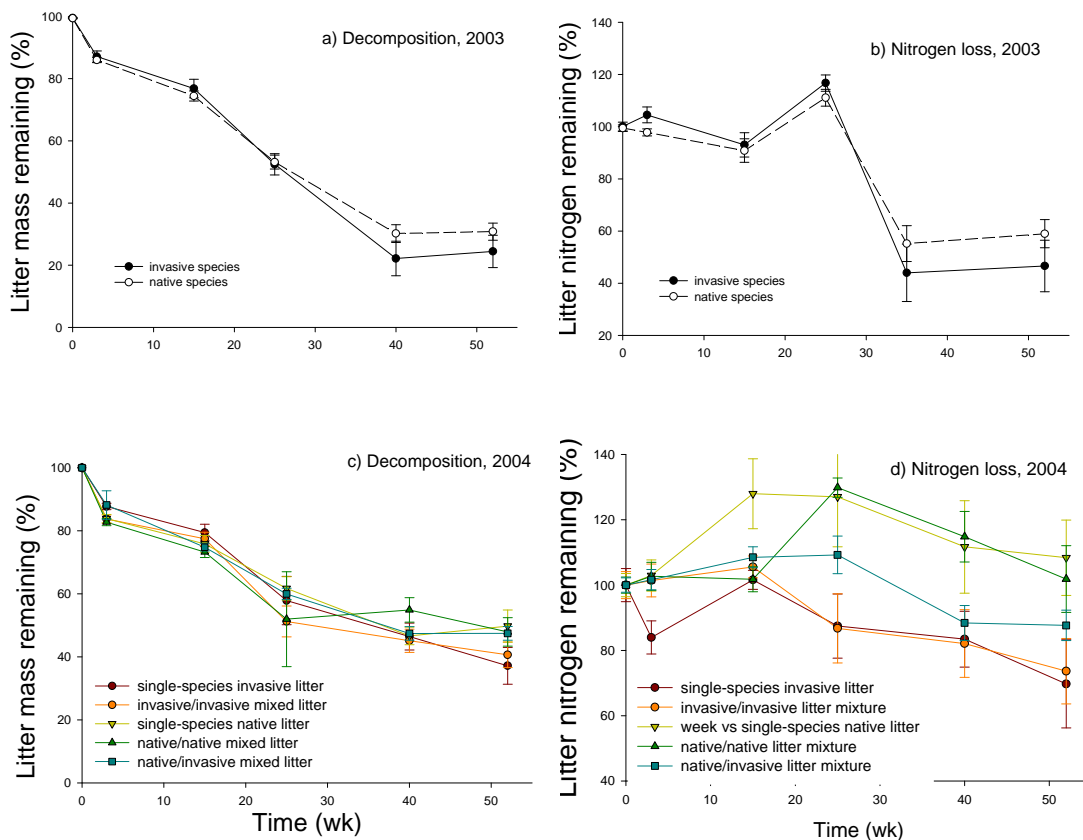 a) Decomposition, 2003
Litter mass remaining (%)
100
80
60
40
20
0
invasive species
native species
0 10 20 30 40 50
b) Nitrogen loss, 2003
Litter nitrogen remaining (%)
140
120
100
80
60
40
20
invasive species
native species
0 10 20 30 40 50
c) Decomposition, 2004
Litter mass remaining (%)
100
80
60
40
20
0
single-species invasive litter
invasive/invasive mixed litter
single-species native litter
native/native mixed litter
native/invasive mixed litter
0 10 20 30 40 50
Time (wk)
d) Nitrogen loss, 2004
Litter nitrogen remaining (%)
140
120
100
80
60
40
single-species invasive litter
invasive/invasive litter mixture
week vs single-species native litter
native/native litter mixture
native/invasive litter mixture
0 10 20 30 40 50
Time (wk)